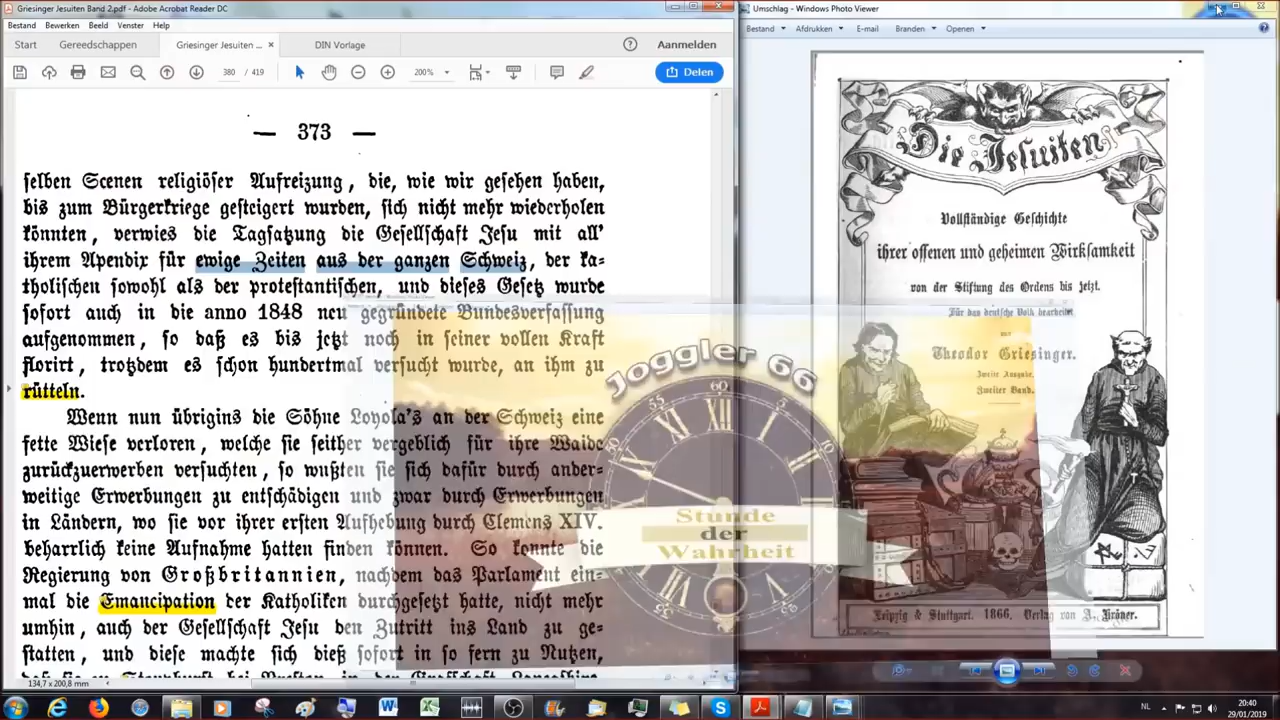 Griesinger Jesuiten Band 2.pdf - Adobe Acrobat Reader DC
Bestand Bewerken Beeld Venster Help
Start Gereedschappen Griesinger Jesuiten ... × DIN Vorlage Aanmelden
380 / 419 200% Delen
— 373 —
selben Scenen religiöser Aufreizung, die, wie wir gesehen haben,
bis zum Bürgerkriege gesteigert wurden, sich nicht mehr wiederholen
könnten, verwies die Tagsatzung die Gesellschaft Jesu mit all'
ihrem Apendix für ewige Zeiten aus der ganzen Schweiz, der ka-
tholischen sowohl als der protestantischen, und dieses Gesetz wurde
sofort auch in die anno 1848 neu gegründete Bundesverfassung
aufgenommen, so daß es bis jetzt noch in seiner vollen Kraft
florirt, trotzdem es schon hundertmal versucht wurde, an ihm zu
rütteln.
Wenn nun übrigins die Söhne Loyola's an der Schweiz eine
fette Wiese verloren, welche sie seither vergeblich für ihre Waide
zurückzuerwerben versuchten, so wußten sie sich dafür durch ander-
weitige Erwerbungen zu entschädigen und zwar durch Erwerbungen
in Ländern, wo sie vor ihrer ersten Aufhebung durch Clemens XIV.
beharrlich keine Aufnahme hatten finden können. So konnte die
Regierung von Großbritannien, nachdem das Parlament ein-
mal die Emancipation der Katholiken durchgesetzt hatte, nicht mehr
umhin, auch der Gesellschaft Jesu den Zutritt ins Land zu ge-
statten, und diese machte sich dieß sofort in so fern zu Nutzen,
134,7 x 200,8 mm
Umschlag - Windows Photo Viewer
Bestand Afdrukken E-mail Branden Openen
Die Jesuiten
Vollständige Geschichte
ihrer offenen und geheimen Wirksamkeit
von der Stiftung des Ordens bis jetzt.
Für das deutsche Volk bearbeitet
von
Theodor Griesinger.
Zweite Ausgabe.
Zweiter Band.
Leipzig & Stuttgart. 1866. Verlag von A. Kröner.
Joggler 66
60
XII
Stunde
der
Wahrheit
NL
20:40
29/01/2019